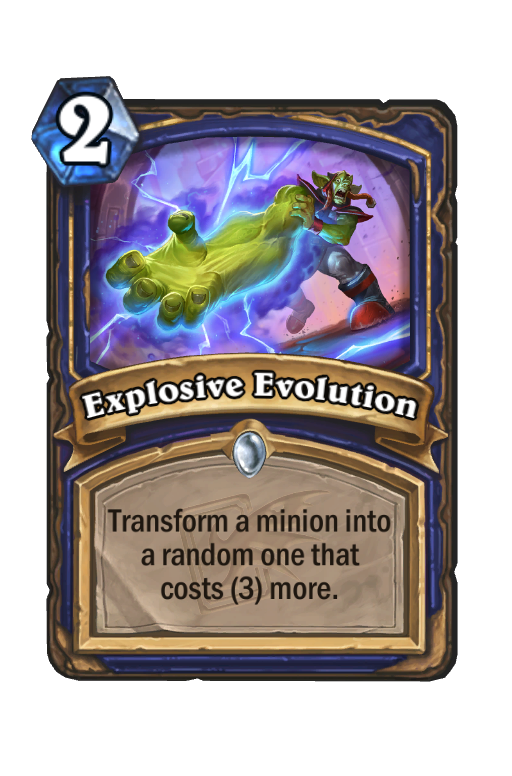 2
Explosive Evolution
Transform a minion into
a random one that
costs (3) more.